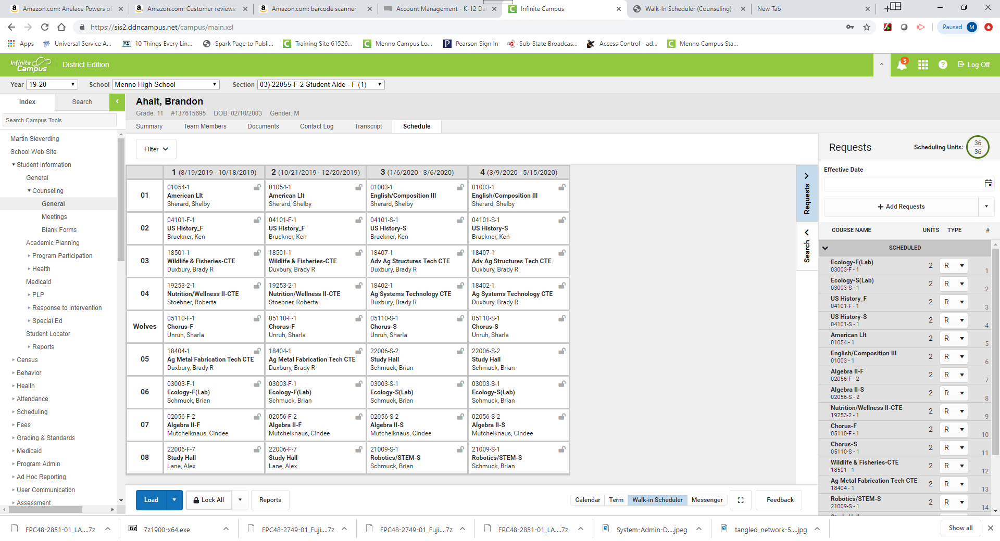 Amazon.com: Anelace Powers of
Amazon.com: Customer reviews:
Amazon.com: barcode scanner
Account Management - K-12 Dat
Infinite Campus
Walk-In Scheduler (Counseling) -
New Tab
https://sis2.ddncampus.net/campus/main.xsl
Paused
M
Apps
Universal Service A...
10 Things Every Lin...
Spark Page to Publi...
Training Site 61526...
Menno Campus Lo...
Pearson Sign In
Sub-State Broadcas...
Access Control - ad...
Menno Campus Sta...
Infinite Campus
District Edition
5
Log Off
Year 19-20
School Menno High School
Section 03) 22055-F-2 Student Aide - F (1)
Index
Search
Search Campus Tools
Martin Sieverding
School Web Site
Student Information
General
Counseling
General
Meetings
Blank Forms
Academic Planning
Program Participation
Health
Medicaid
PLP
Response to Intervention
Special Ed
Student Locator
Reports
Census
Behavior
Health
Attendance
Scheduling
Fees
Grading & Standards
Medicaid
Program Admin
Ad Hoc Reporting
User Communication
Assessment
Ahalt, Brandon
Grade: 11 #137615695 DOB: 02/10/2003 Gender: M
Summary Team Members Documents Contact Log Transcript Schedule
Filter
1 (8/19/2019 - 10/18/2019)
2 (10/21/2019 - 12/20/2019)
3 (1/6/2020 - 3/6/2020)
4 (3/9/2020 - 5/15/2020)
01
01054-1
American LIt
Sherard, Shelby
01054-1
American LIt
Sherard, Shelby
01003-1
English/Composition III
Sherard, Shelby
01003-1
English/Composition III
Sherard, Shelby
02
04101-F-1
US History_F
Bruckner, Ken
04101-F-1
US History_F
Bruckner, Ken
04101-S-1
US History-S
Bruckner, Ken
04101-S-1
US History-S
Bruckner, Ken
03
18501-1
Wildlife & Fisheries-CTE
Duxbury, Brady R
18501-1
Wildlife & Fisheries-CTE
Duxbury, Brady R
18407-1
Adv Ag Structures Tech CTE
Duxbury, Brady R
18407-1
Adv Ag Structures Tech CTE
Duxbury, Brady R
04
19253-2-1
Nutrition/Wellness II-CTE
Stoebner, Roberta
19253-2-1
Nutrition/Wellness II-CTE
Stoebner, Roberta
18402-1
Ag Systems Technology CTE
Duxbury, Brady R
18402-1
Ag Systems Technology CTE
Duxbury, Brady R
Wolves
05110-F-1
Chorus-F
Unruh, Sharla
05110-F-1
Chorus-F
Unruh, Sharla
05110-S-1
Chorus-S
Unruh, Sharla
05110-S-1
Chorus-S
Unruh, Sharla
05
18404-1
Ag Metal Fabrication Tech CTE
Duxbury, Brady R
18404-1
Ag Metal Fabrication Tech CTE
Duxbury, Brady R
22006-S-2
Study Hall
Schmuck, Brian
22006-S-2
Study Hall
Schmuck, Brian
06
03003-F-1
Ecology-F(Lab)
Schmuck, Brian
03003-F-1
Ecology-F(Lab)
Schmuck, Brian
03003-S-1
Ecology-S(Lab)
Schmuck, Brian
03003-S-1
Ecology-S(Lab)
Schmuck, Brian
07
02056-F-2
Algebra II-F
Mutchelknaus, Cindee
02056-F-2
Algebra II-F
Mutchelknaus, Cindee
02056-S-2
Algebra II-S
Mutchelknaus, Cindee
02056-S-2
Algebra II-S
Mutchelknaus, Cindee
08
22006-F-7
Study Hall
Lane, Alex
22006-F-7
Study Hall
Lane, Alex
21009-S-1
Robotics/STEM-S
Schmuck, Brian
21009-S-1
Robotics/STEM-S
Schmuck, Brian
Load
Lock All
Reports
Calendar
Term
Walk-in Scheduler
Messenger
Feedback
Requests
Search
Requests
Scheduling Units: 36
36
Effective Date
Add Requests
COURSE NAME UNITS TYPE #
SCHEDULED
Ecology-F(Lab)
03003-F - 1
2 R 1
Ecology-S(Lab)
03003-S - 1
2 R 2
US History_F
04101-F - 1
2 R 3
US History-S
04101-S - 1
2 R 4
American LIt
01054 - 1
2 R 5
English/Composition III
01003 - 1
2 R 6
Algebra II-F
02056-F - 2
2 R 7
Algebra II-S
02056-S - 2
2 R 8
Nutrition/Wellness II-CTE
19253-2 - 1
2 R 9
Chorus-F
05110-F - 1
2 R 10
Chorus-S
05110-S - 1
2 R 11
Wildlife & Fisheries-CTE
18501 - 1
2 R 12
Ag Metal Fabrication Tech CTE
18404 - 1
2 R 13
Robotics/STEM-S
21009-S - 1
2 R 14
FPC48-2851-01_LA....7z
7z1900-x64.exe
FPC48-2749-01_Fuji....7z
FPC48-2749-01_Fuji....7z
FPC48-2851-01_LA....7z
System-Admin-D....jpeg
tangled_network-5....jpg
Show all